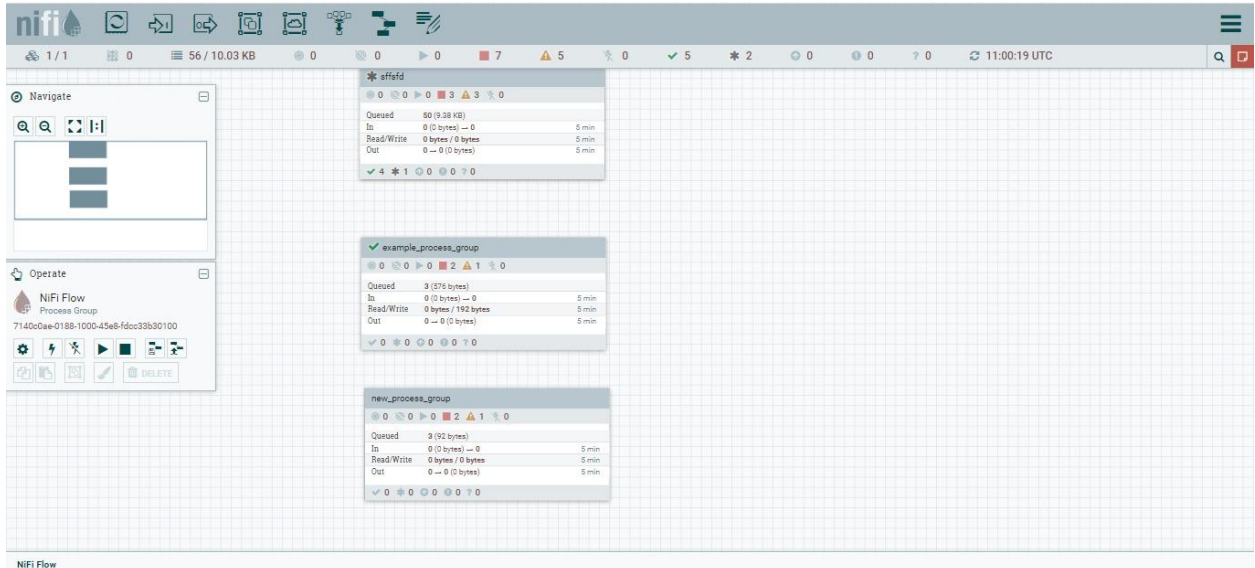 nifi
1/1 0 56 / 10.03 KB 0 0 0 7 5 0 5 2 0 0 ? 0 11:00:19 UTC
Navigate
Operate
NiFi Flow
Process Group
7140c0ae-0188-1000-45e8-fdcc33b30100
DELETE
sffsfd
0 0 0 3 3 0
Queued 50 (9.38 KB)
In 0 (0 bytes) → 0 5 min
Read/Write 0 bytes / 0 bytes 5 min
Out 0 → 0 (0 bytes) 5 min
4 1 0 0 ? 0
example_process_group
0 0 0 2 1 0
Queued 3 (576 bytes)
In 0 (0 bytes) → 0 5 min
Read/Write 0 bytes / 192 bytes 5 min
Out 0 → 0 (0 bytes) 5 min
0 0 0 0 ? 0
new_process_group
0 0 0 2 1 0
Queued 3 (92 bytes)
In 0 (0 bytes) → 0 5 min
Read/Write 0 bytes / 0 bytes 5 min
Out 0 → 0 (0 bytes) 5 min
0 0 0 0 ? 0
NiFi Flow